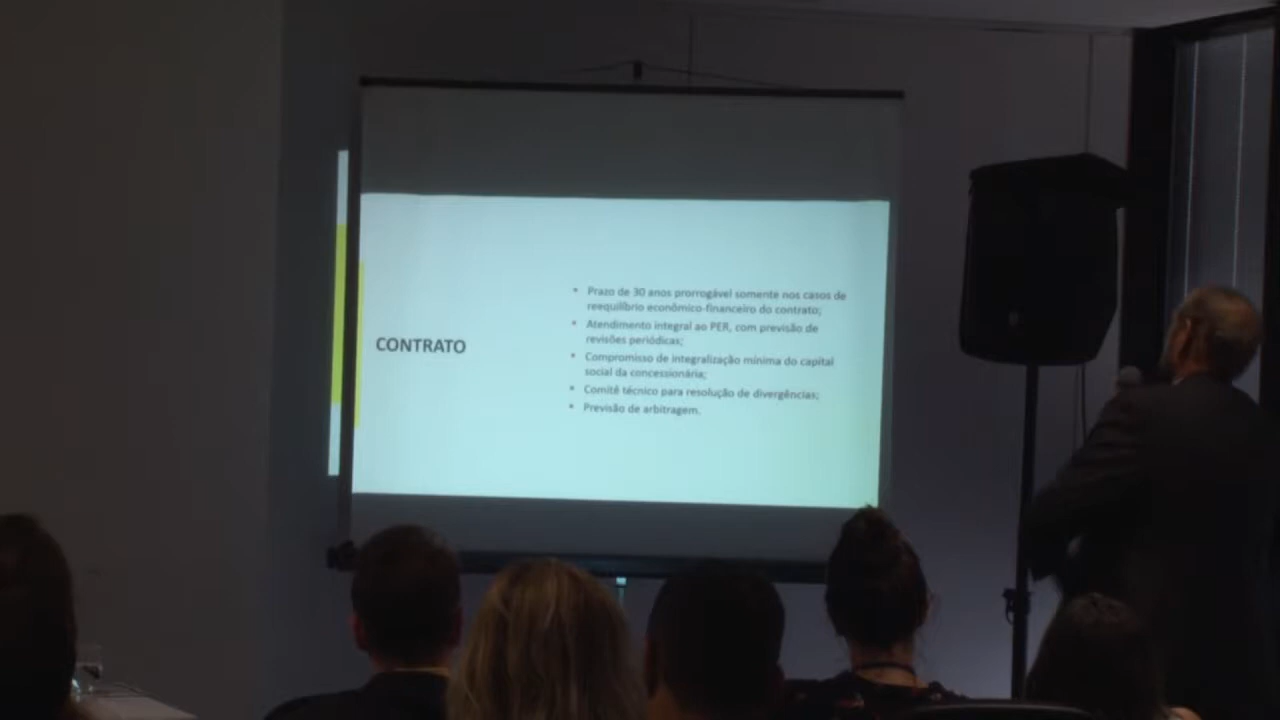 CONTRATO
• Prazo de 30 anos prorrogável somente nos casos de
reequilíbrio econômico-financeiro do contrato;
• Atendimento integral ao PER, com previsão de
revisões periódicas;
• Compromisso de integralização mínima do capital
social da concessionária;
• Comitê técnico para resolução de divergências;
• Previsão de arbitragem.